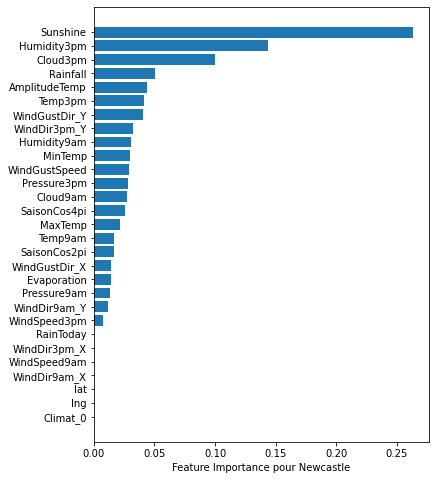 Sunshine
Humidity3pm
Cloud3pm
Rainfall
AmplitudeTemp
Temp3pm
WindGustDir_Y
WindDir3pm_Y
Humidity9am
MinTemp
WindGustSpeed
Pressure3pm
Cloud9am
SaisonCos4pi
MaxTemp
Temp9am
SaisonCos2pi
WindGustDir_X
Evaporation
Pressure9am
WindDir9am_Y
WindSpeed3pm
RainToday
WindDir3pm_X
WindSpeed9am
WindDir9am_X
lat
lng
Climat_0
0.00 0.05 0.10 0.15 0.20 0.25
Feature Importance pour Newcastle